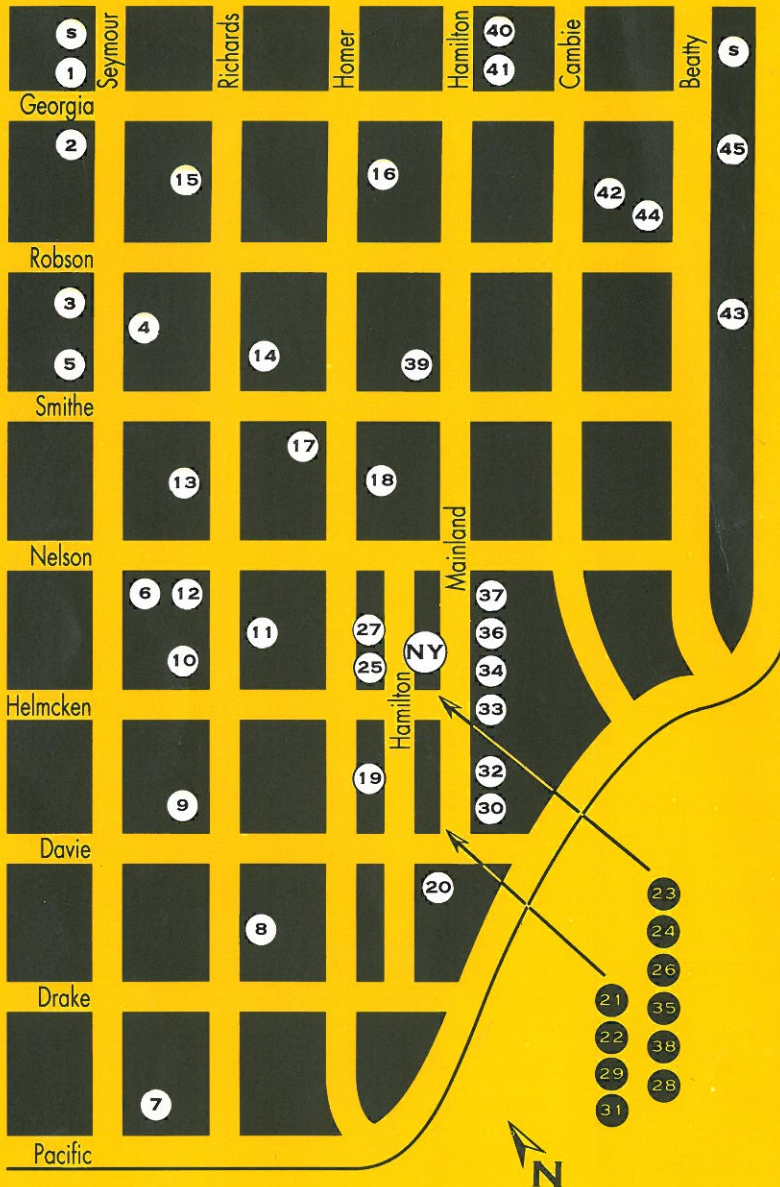 Seymour
Richards
Homer
Hamilton
Cambie
Beatty
S
40
S
1
41
Georgia
2
45
15
16
42
44
Robson
3
43
4
14
5
39
Smithe
17
13
18
Nelson
Mainland
6
12
37
27
11
36
NY
10
25
34
Helmcken
Hamilton
33
19
32
9
30
Davie
20
23
8
24
26
Drake
21
35
22
38
29
28
7
31
Pacific
N